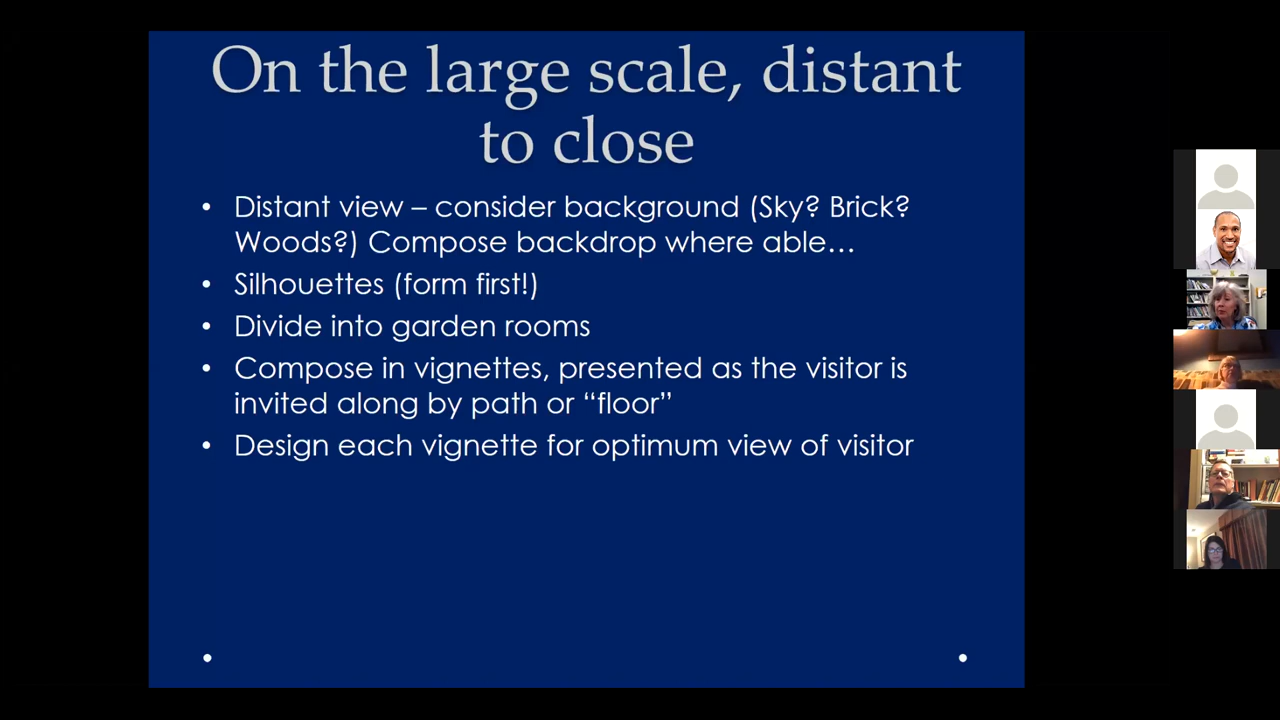 On the large scale, distant
to close
• Distant view – consider background (Sky? Brick?
Woods?) Compose backdrop where able…
• Silhouettes (form first!)
• Divide into garden rooms
• Compose in vignettes, presented as the visitor is
invited along by path or “floor”
• Design each vignette for optimum view of visitor